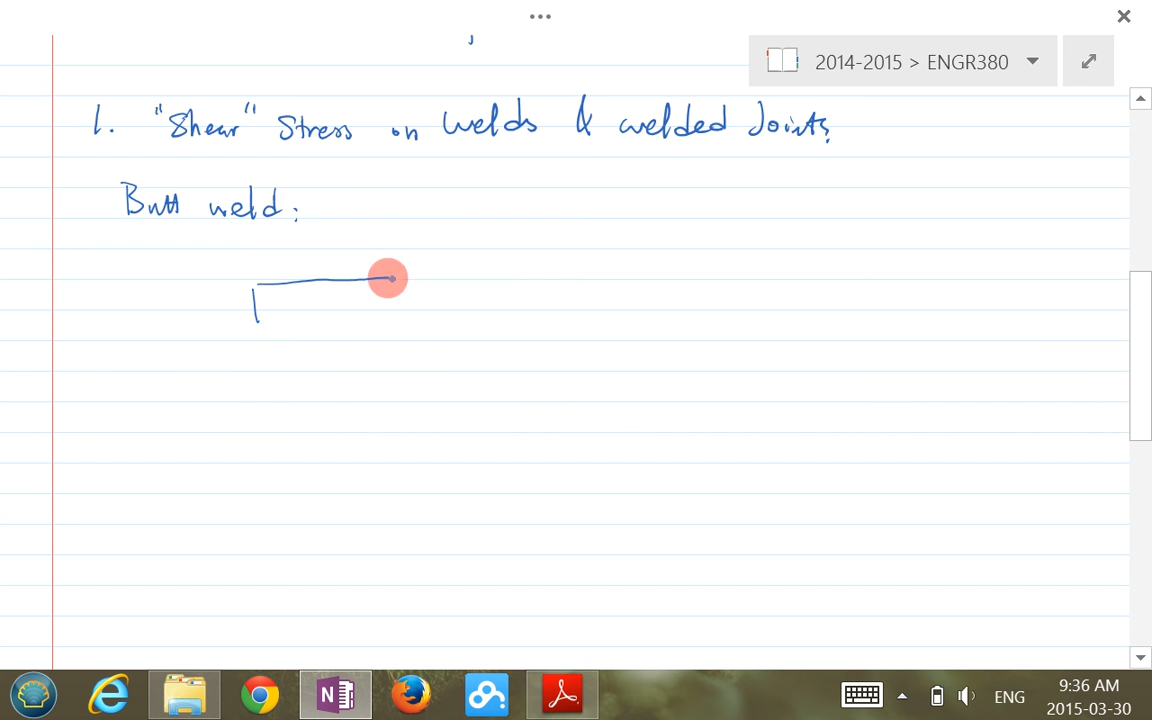 2014-2015 > ENGR380
1. "Shear" Stress on welds & welded Joints
Butt weld:
ENG
9:36 AM
2015-03-30